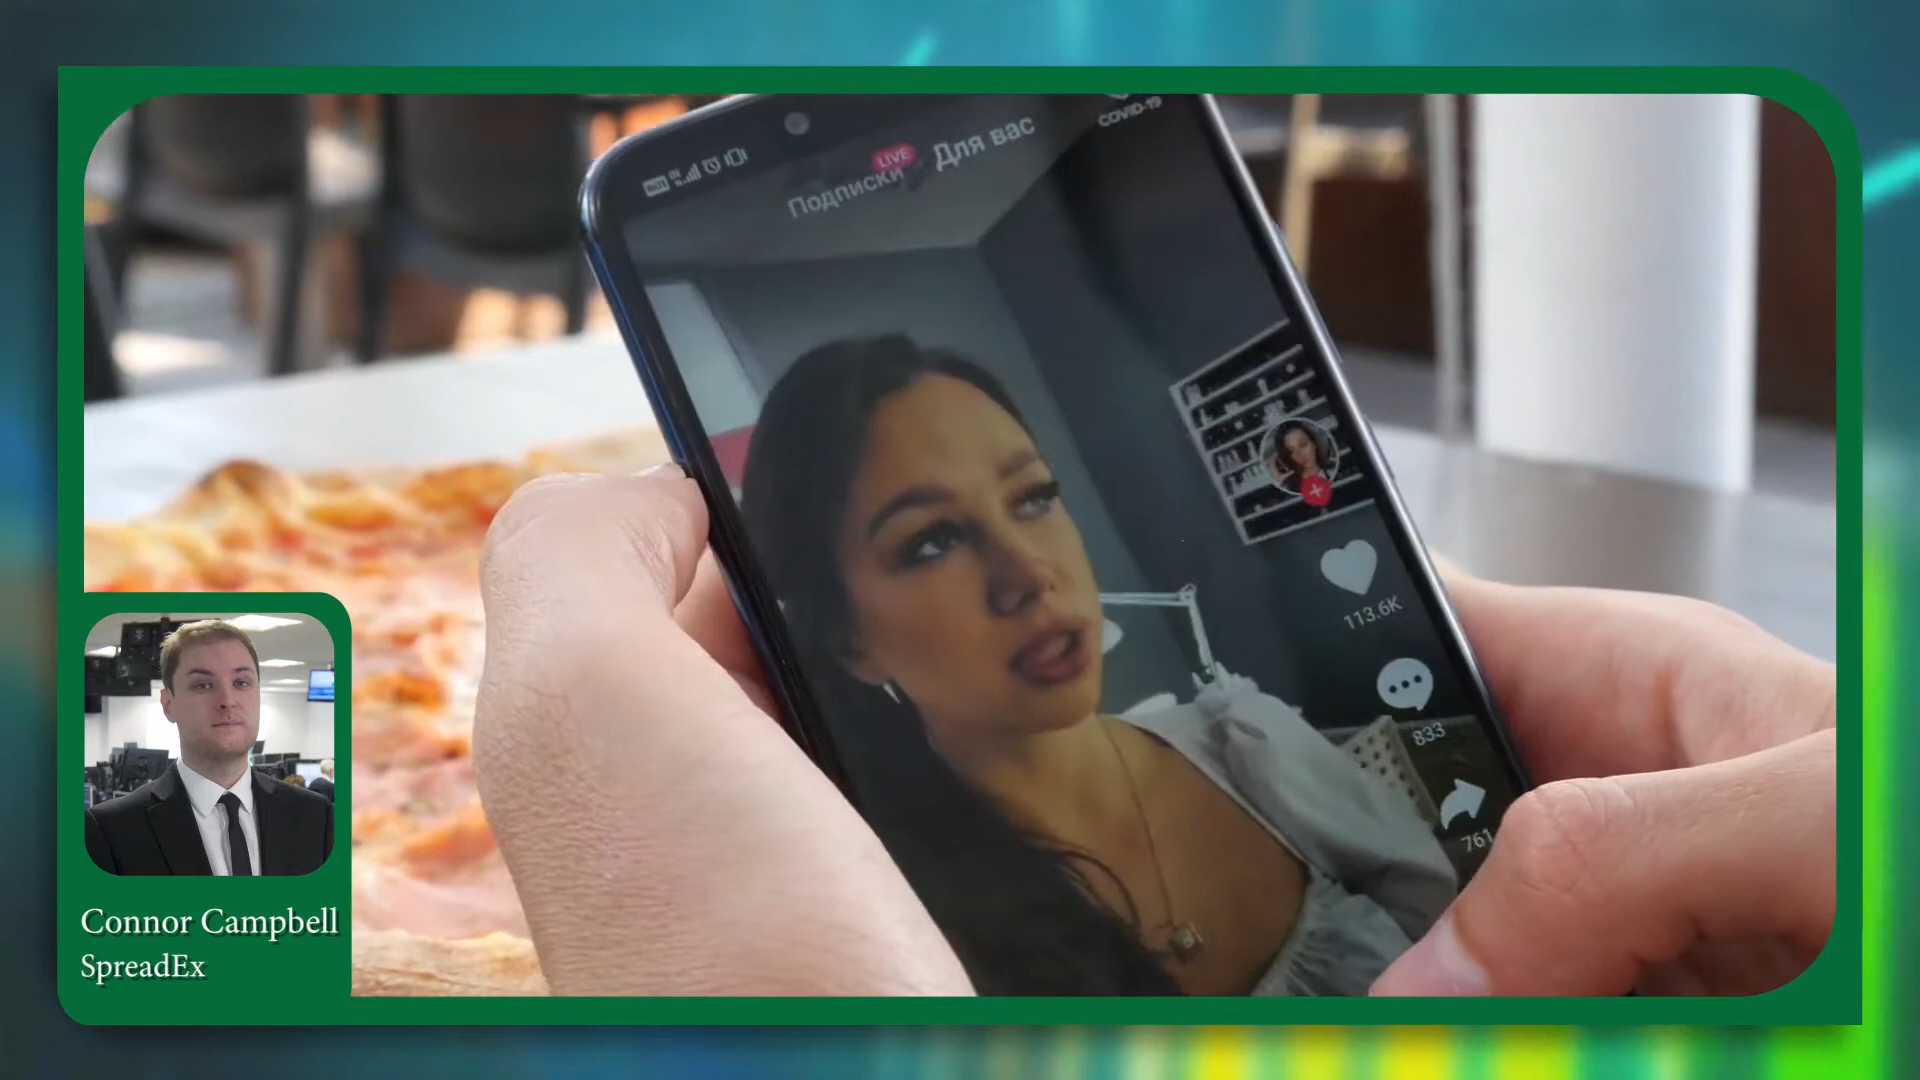 COVID-19
LIVE
Подписки
Для вас
113.6K
833
761
Connor Campbell
SpreadEx